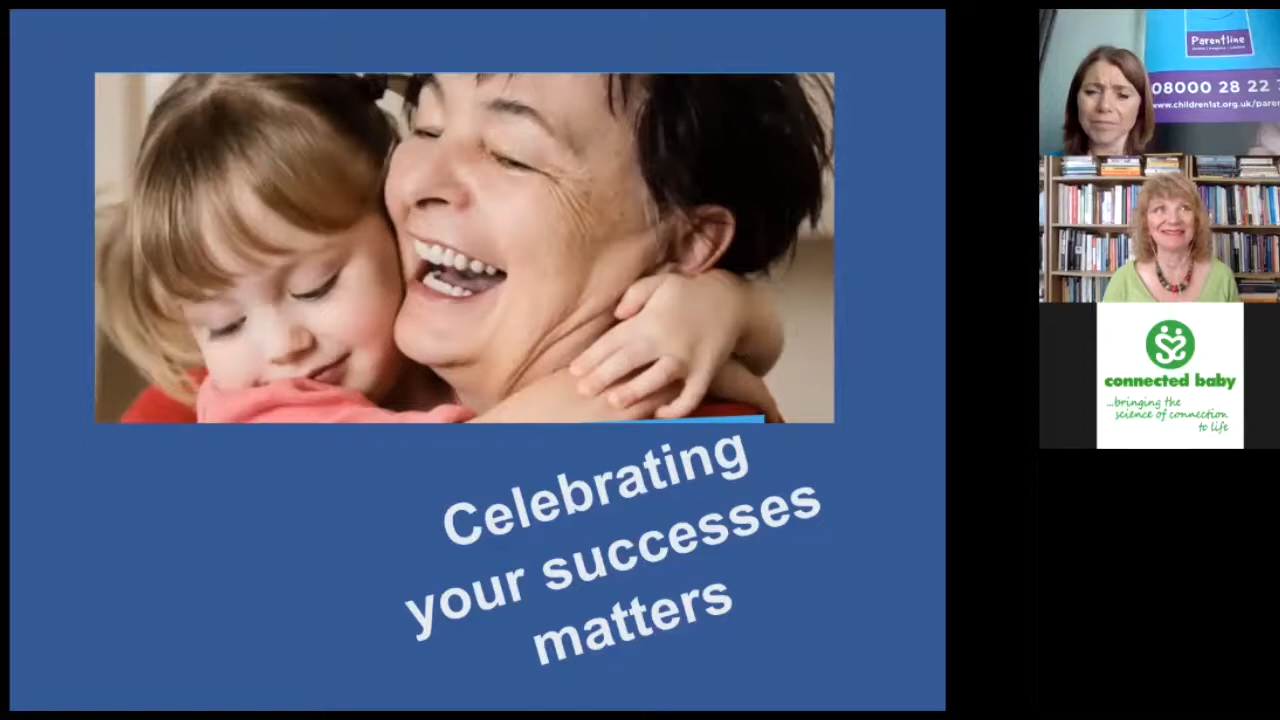 Celebrating
your successes
matters
Parentline
08000 28 22
www.children1st.org.uk/pare
connected baby
...bringing the
science of connection
to life